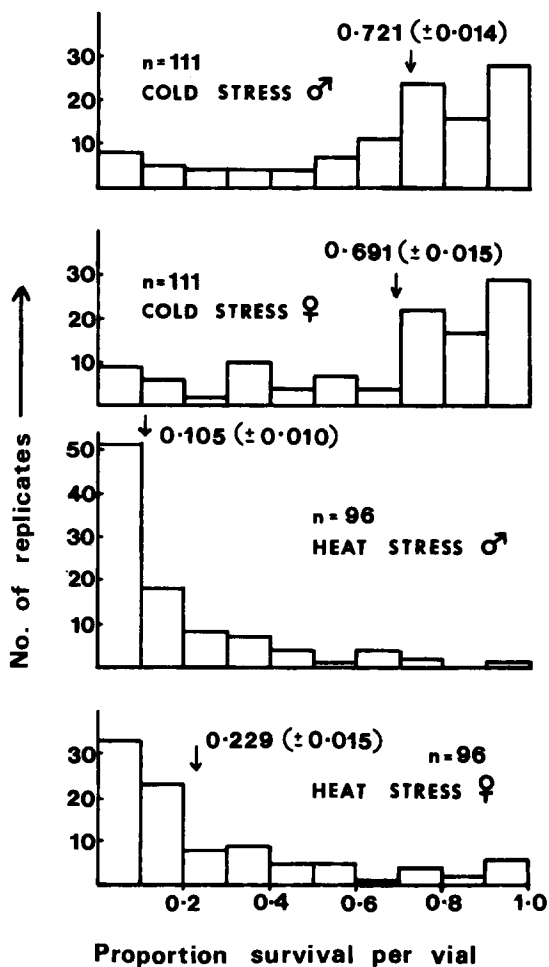 0·721 (±0·014)
n=111
COLD STRESS ♂
30
20
10
0·691 (±0·015)
n=111
COLD STRESS ♀
30
20
10
0·105 (±0·010)
n=96
HEAT STRESS ♂
50
40
30
20
10
0·229 (±0·015)
n=96
HEAT STRESS ♀
30
20
10
0·2 0·4 0·6 0·8 1·0
No. of replicates
Proportion survival per vial